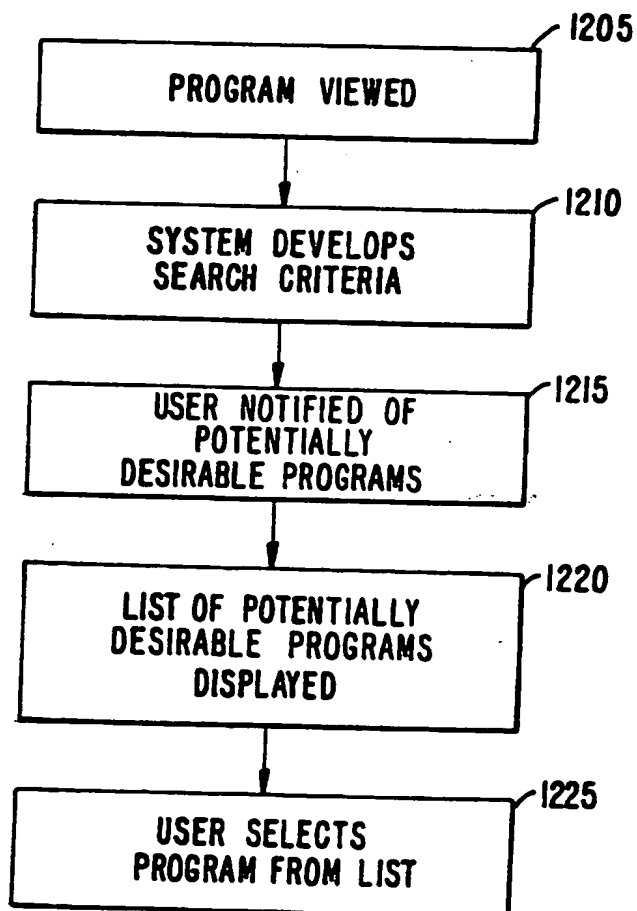 1205
PROGRAM VIEWED
1210
SYSTEM DEVELOPS
SEARCH CRITERIA
1215
USER NOTIFIED OF
POTENTIALLY
DESIRABLE PROGRAMS
1220
LIST OF POTENTIALLY
DESIRABLE PROGRAMS
DISPLAYED
1225
USER SELECTS
PROGRAM FROM LIST